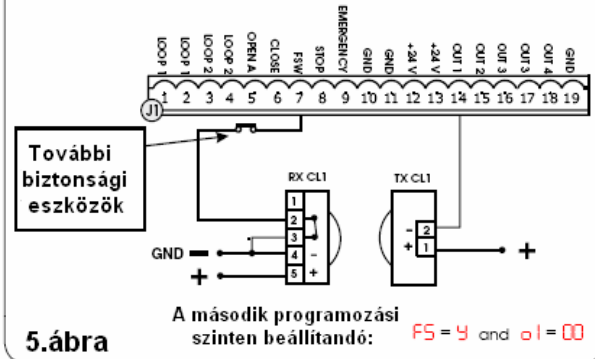 LOOP 1
LOOP 1
LOOP 2
LOOP 2
OPEN A
CLOSE
FSW
STOP
EMERGENCY
GND
GND
+24 V
+24 V
OUT 1
OUT 2
OUT 3
OUT 3
OUT 4
GND
J1
1 2 3 4 5 6 7 8 9 10 11 12 13 14 15 16 17 18 19
További
biztonsági
eszközök
RX CL1
1
2
3
4 -
5 +
GND -
+
TX CL1
- 2
+ 1
+
A második programozási
szinten beállítandó:
FS = Y and o1 = 00
5.ábra